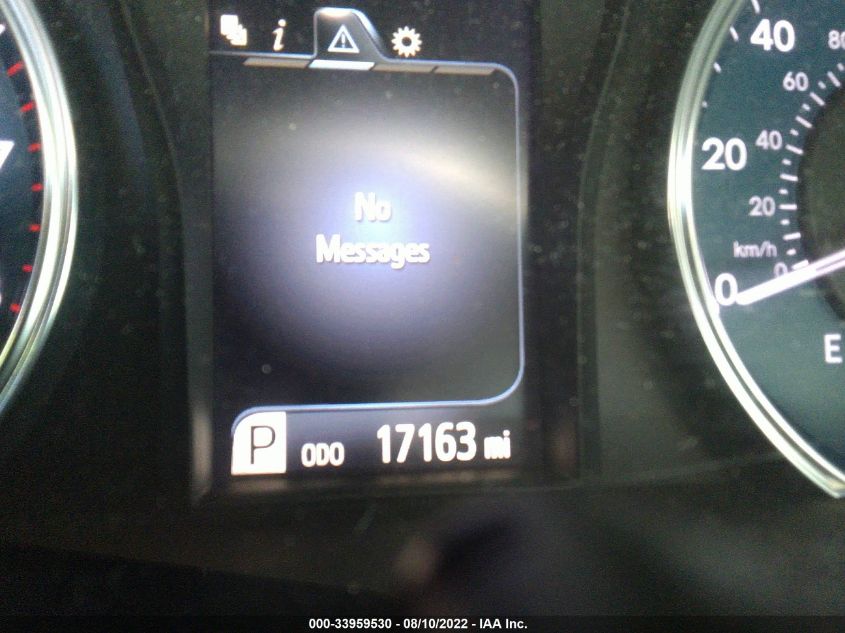 i
No
Messages
P ODO 17163 mi
40
80
60
20
40
20
km/h
0
0
E
000-33959530 - 08/10/2022 - IAA Inc.